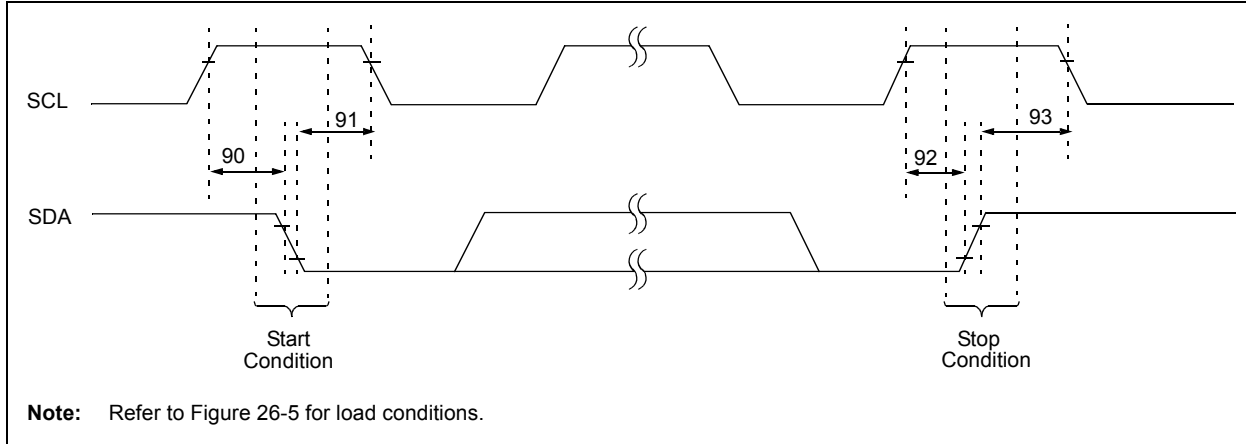 SCL
91
93
90
92
SDA
Start
Condition
Stop
Condition
Note: Refer to Figure 26-5 for load conditions.